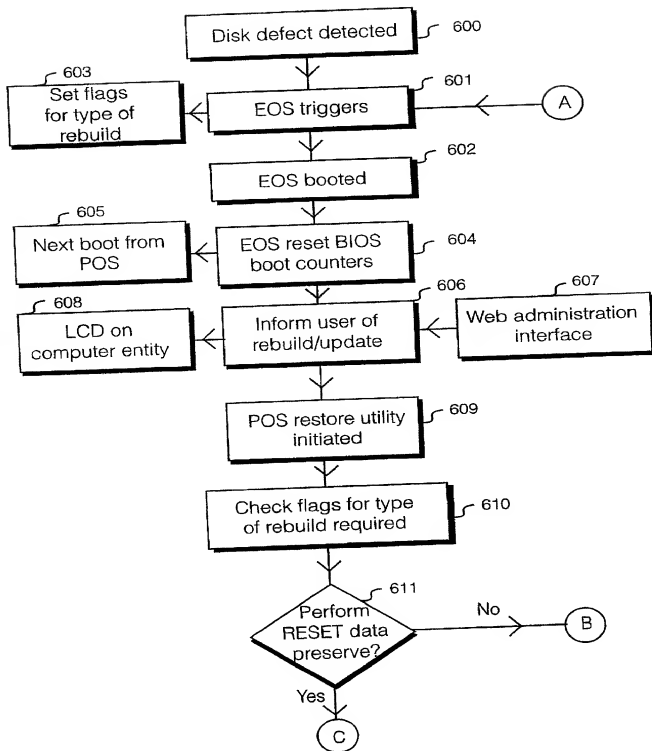 Disk defect detected
600
603
Set flags
for type of
rebuild
601
EOS triggers
A
602
EOS booted
605
Next boot from
POS
EOS reset BIOS
boot counters
604
608
LCD on
computer entity
606
Inform user of
rebuild/update
607
Web administration
interface
POS restore utility
initiated
609
Check flags for type
of rebuild required
610
611
Perform
RESET data
preserve?
No
B
Yes
C